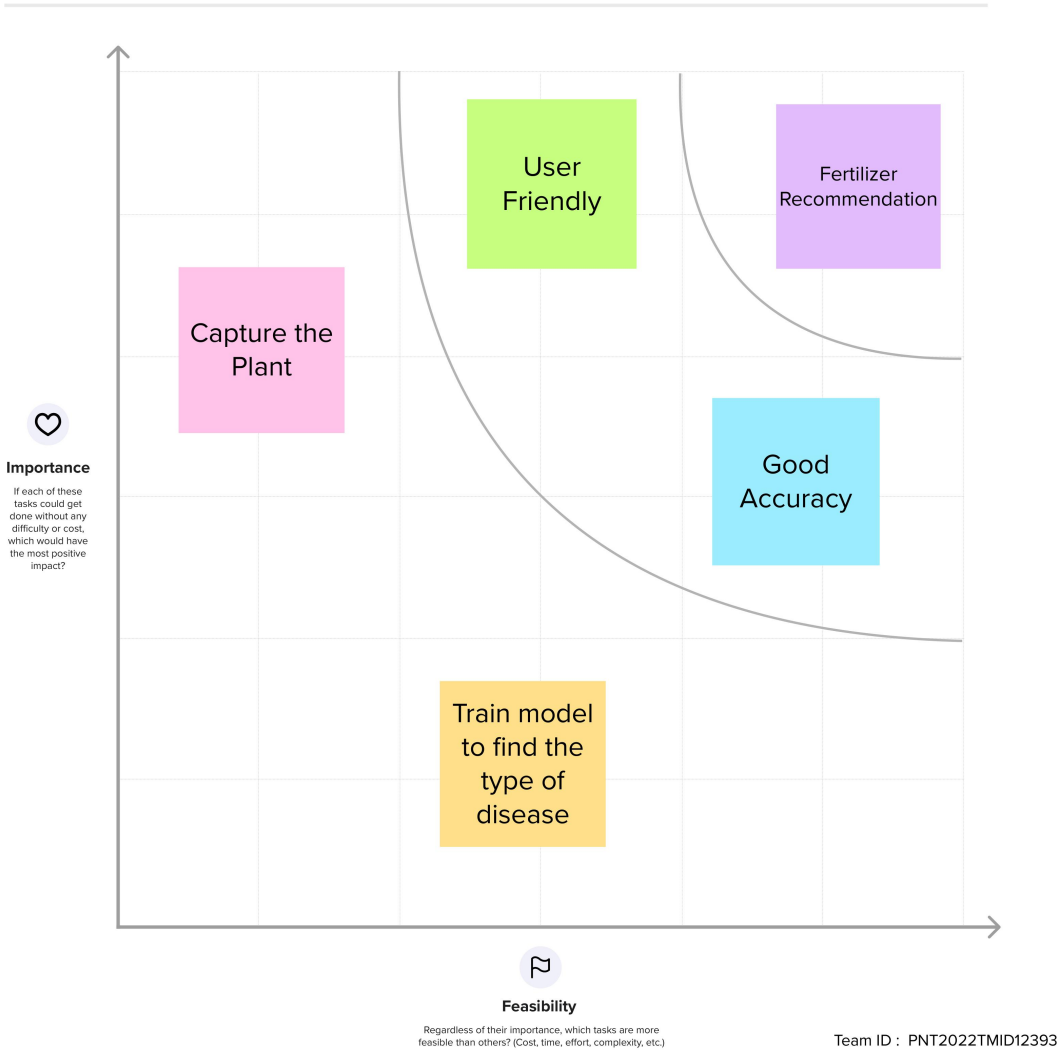 User
Friendly
Fertilizer
Recommendation
Capture the
Plant
Good
Accuracy
Importance
If each of these
tasks could get
done without any
difficulty or cost,
which would have
the most positive
impact?
Train model
to find the
type of
disease
Feasibility
Regardless of their importance, which tasks are more
feasible than others? (Cost, time, effort, complexity, etc.)
Team ID : PNT2022TMID12393